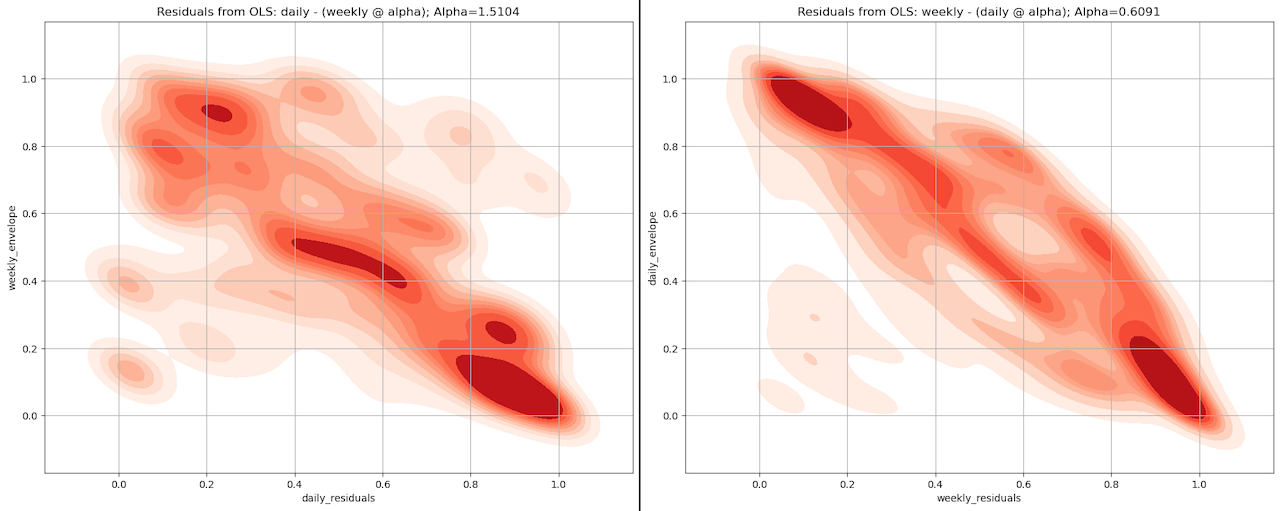 Residuals from OLS: daily - (weekly @ alpha); Alpha=1.5104
weekly_envelope
1.0
0.8
0.6
0.4
0.2
0.0
0.0 0.2 0.4 0.6 0.8 1.0
daily_residuals
Residuals from OLS: weekly - (daily @ alpha); Alpha=0.6091
daily_envelope
1.0
0.8
0.6
0.4
0.2
0.0
0.0 0.2 0.4 0.6 0.8 1.0
weekly_residuals